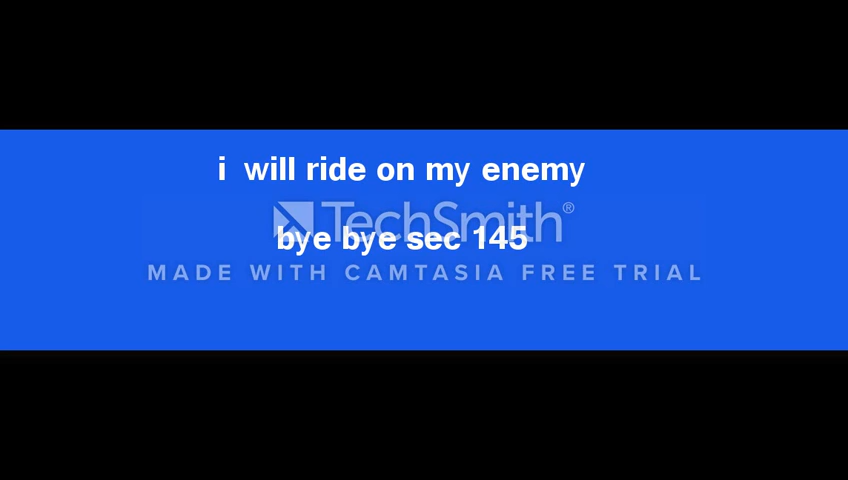 i will ride on my enemy
TechSmith®
bye bye sec 145
MADE WITH CAMTASIA FREE TRIAL